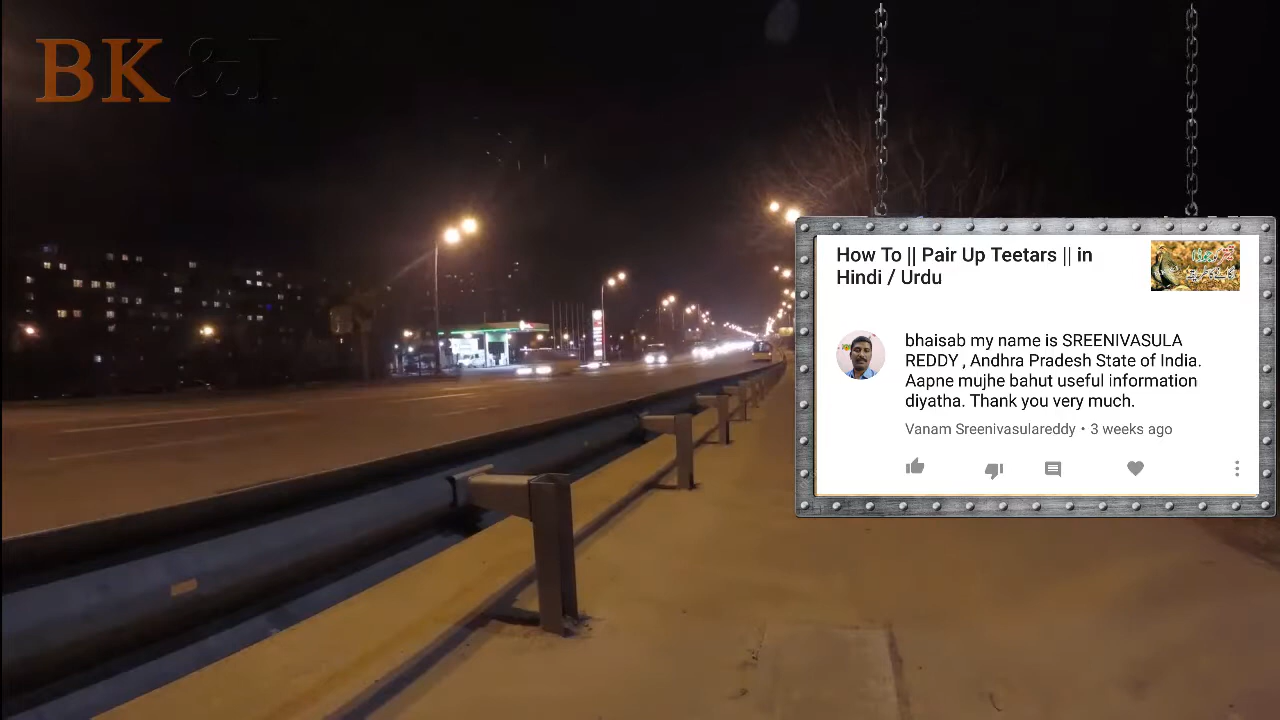 BK&I
How To || Pair Up Teetars || in
Hindi / Urdu
bhaisab my name is SREENIVASULA
REDDY , Andhra Pradesh State of India.
Aapne mujhe bahut useful information
diyatha. Thank you very much.
Vanam Sreenivasulareddy • 3 weeks ago